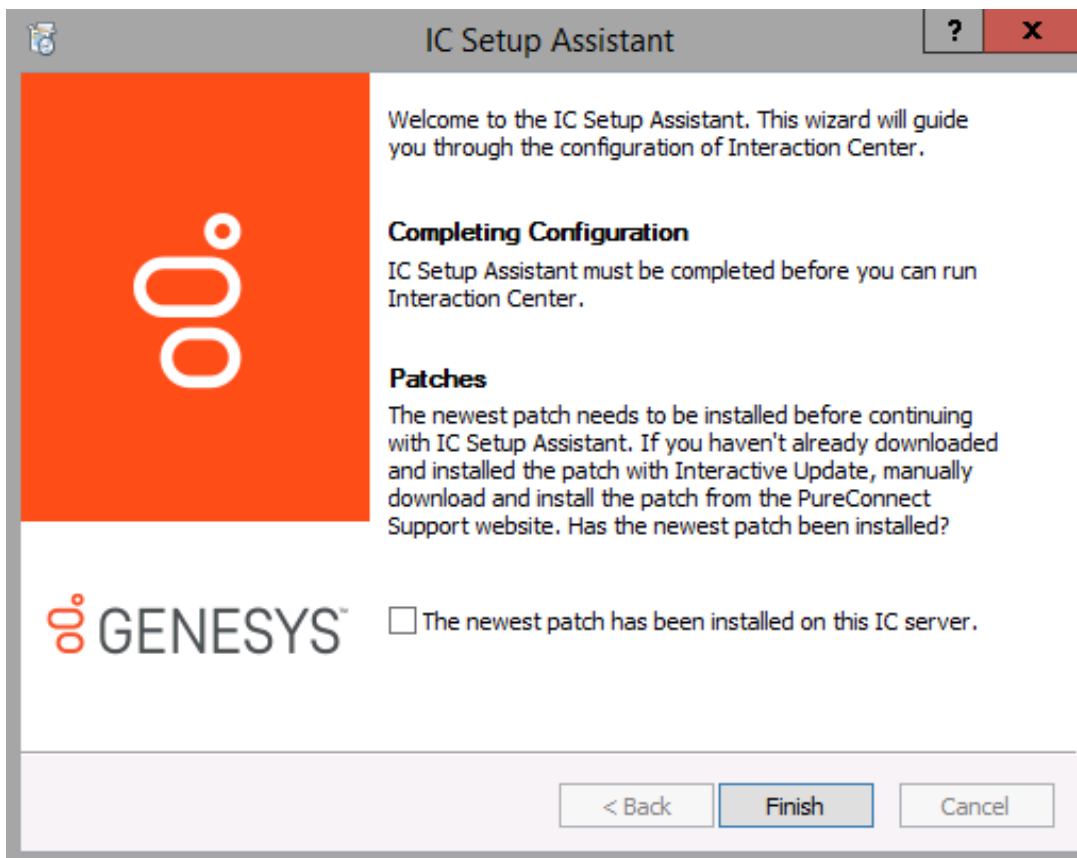 IC Setup Assistant
?
x
Welcome to the IC Setup Assistant. This wizard will guide
you through the configuration of Interaction Center.
Completing Configuration
IC Setup Assistant must be completed before you can run
Interaction Center.
Patches
The newest patch needs to be installed before continuing
with IC Setup Assistant. If you haven't already downloaded
and installed the patch with Interactive Update, manually
download and install the patch from the PureConnect
Support website. Has the newest patch been installed?
GENESYS™
The newest patch has been installed on this IC server.
< Back
Finish
Cancel